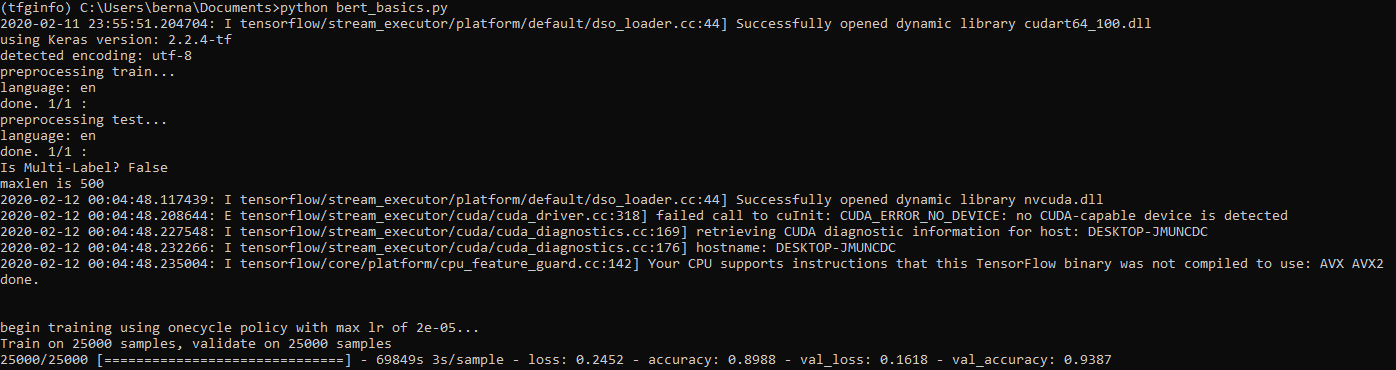 (tfginfo) C:\Users\berna\Documents>python bert_basics.py
2020-02-11 23:55:51.204704: I tensorflow/stream_executor/platform/default/dso_loader.cc:44] Successfully opened dynamic library cudart64_100.dll
using Keras version: 2.2.4-tf
detected encoding: utf-8
preprocessing train...
language: en
done. 1/1 :
preprocessing test...
language: en
done. 1/1 :
Is Multi-Label? False
maxlen is 500
2020-02-12 00:04:48.117439: I tensorflow/stream_executor/platform/default/dso_loader.cc:44] Successfully opened dynamic library nvcuda.dll
2020-02-12 00:04:48.208644: E tensorflow/stream_executor/cuda/cuda_driver.cc:318] failed call to cuInit: CUDA_ERROR_NO_DEVICE: no CUDA-capable device is detected
2020-02-12 00:04:48.227548: I tensorflow/stream_executor/cuda/cuda_diagnostics.cc:169] retrieving CUDA diagnostic information for host: DESKTOP-JMUNCDC
2020-02-12 00:04:48.232266: I tensorflow/stream_executor/cuda/cuda_diagnostics.cc:176] hostname: DESKTOP-JMUNCDC
2020-02-12 00:04:48.235004: I tensorflow/core/platform/cpu_feature_guard.cc:142] Your CPU supports instructions that this TensorFlow binary was not compiled to use: AVX AVX2
done.
begin training using onecycle policy with max lr of 2e-05...
Train on 25000 samples, validate on 25000 samples
25000/25000 [==============================] - 69849s 3s/sample - loss: 0.2452 - accuracy: 0.8988 - val_loss: 0.1618 - val_accuracy: 0.9387